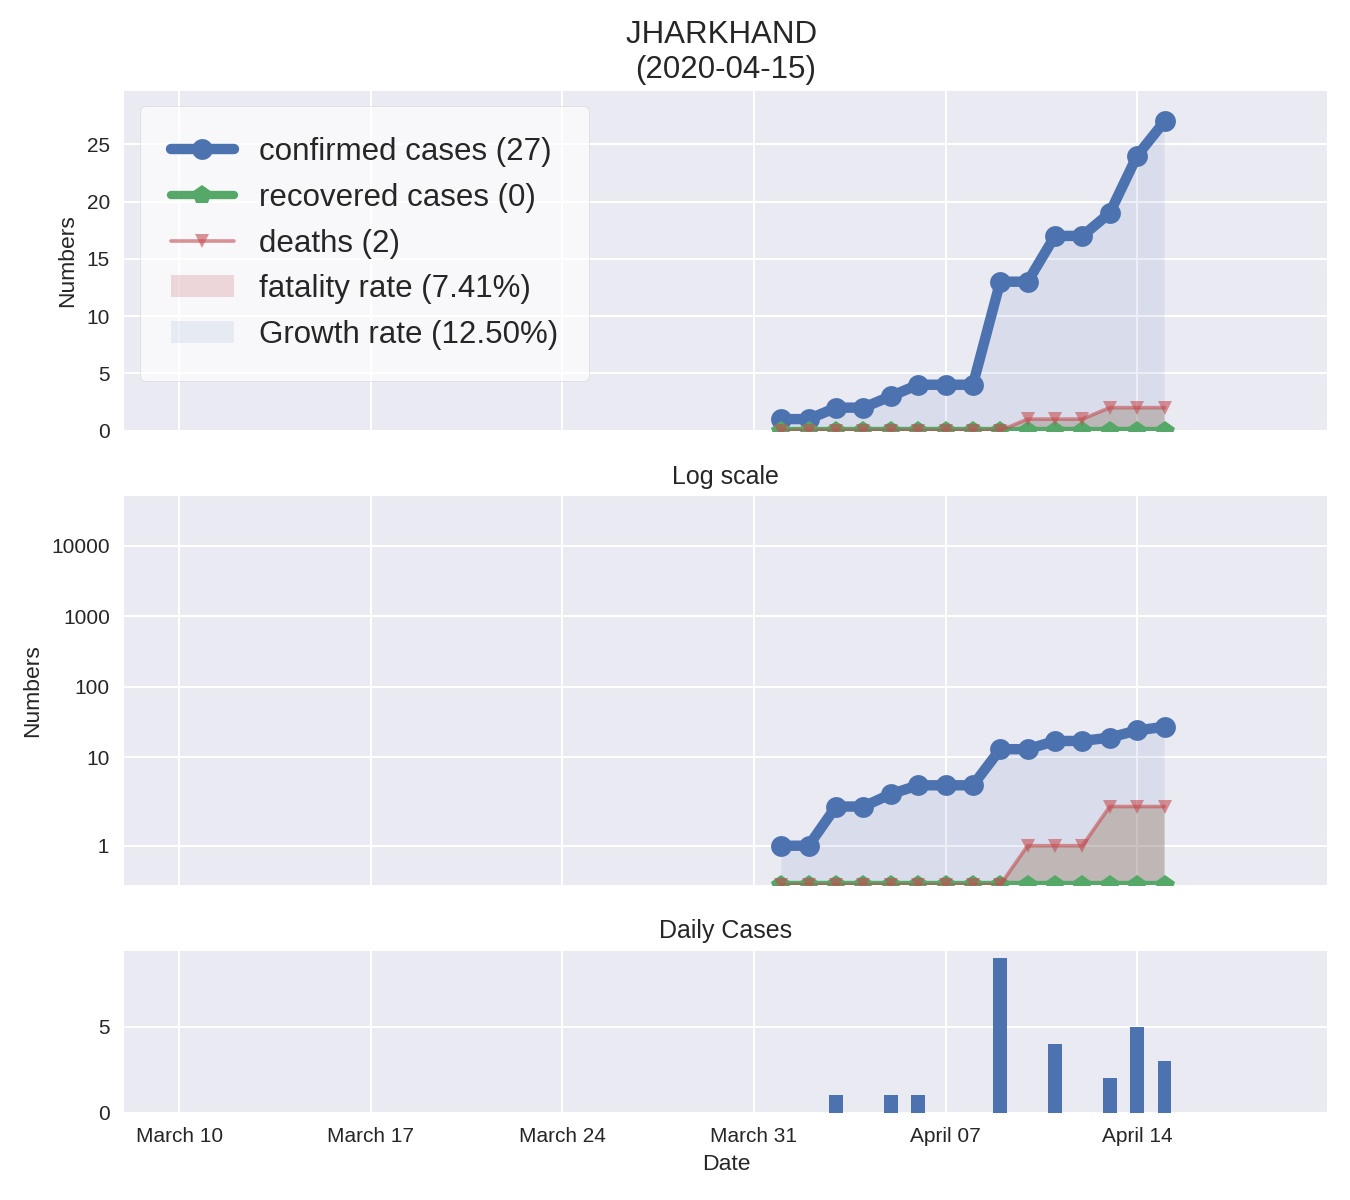 JHARKHAND
(2020-04-15)
confirmed cases (27)
recovered cases (0)
deaths (2)
fatality rate (7.41%)
Growth rate (12.50%)
Numbers
25
20
15
10
5
0
Log scale
Numbers
10000
1000
100
10
1
Daily Cases
5
0
March 10
March 17
March 24
March 31
April 07
April 14
Date